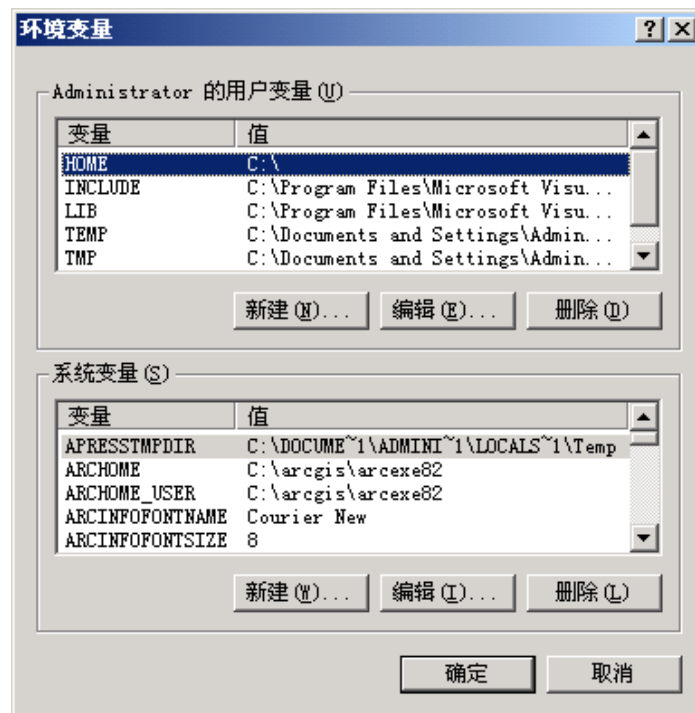 环境变量
Administrator 的用户变量(U)
变量 值
HOME C:\
INCLUDE C:\Program Files\Microsoft Visu...
LIB C:\Program Files\Microsoft Visu...
TEMP C:\Documents and Settings\Admin...
TMP C:\Documents and Settings\Admin...
新建(N)... 编辑(E)... 删除(D)
系统变量(S)
变量 值
APRESSTMPDIR C:\DOCUME~1\ADMINI~1\LOCALS~1\Temp
ARCHOME C:\arcgis\arcexe82
ARCHOME_USER C:\arcgis\arcexe82
ARCINFOFONTNAME Courier New
ARCINFOFONTSIZE 8
新建(W)... 编辑(I)... 删除(L)
确定 取消